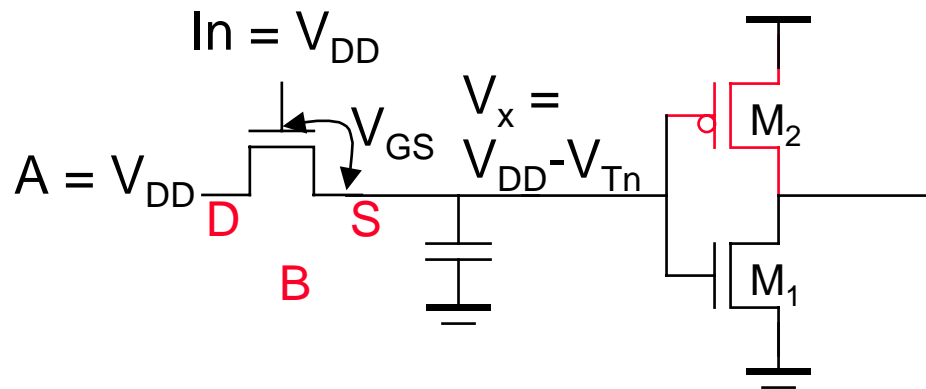 In = V_DD
V_GS
V_x =
V_DD-V_Tn
A = V_DD
D
S
B
M_2
M_1